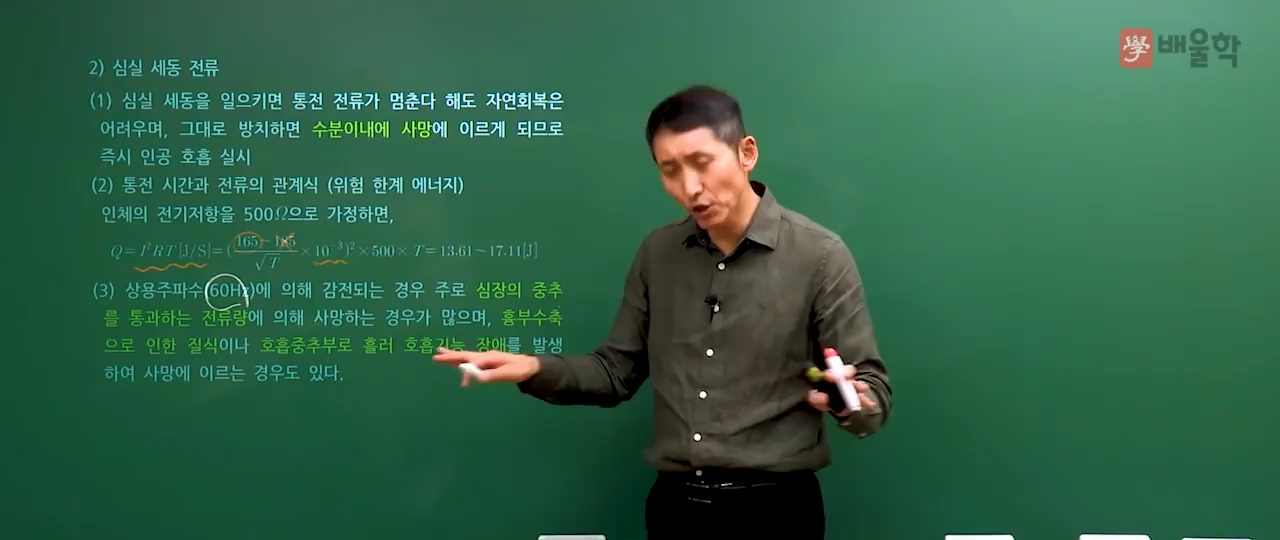 學 배울학
2) 심실 세동 전류
(1) 심실 세동을 일으키면 통전 전류가 멈춘다 해도 자연회복은
어려우며, 그대로 방치하면 수분이내에 사망에 이르게 되므로
즉시 인공 호흡 실시
(2) 통전 시간과 전류의 관계식 (위험 한계 에너지)
인체의 전기저항을 500Ω으로 가정하면,
Q = I²RT[J/S] = (165~185/√T × 10⁻³)² × 500 × T = 13.61 ~ 17.11[J]
(3) 상용주파수(60Hz)에 의해 감전되는 경우 주로 심장의 중추
를 통과하는 전류량에 의해 사망하는 경우가 많으며, 흉부수축
으로 인한 질식이나 호흡중추부로 흘러 호흡기능 장애를 발생
하여 사망에 이르는 경우도 있다.